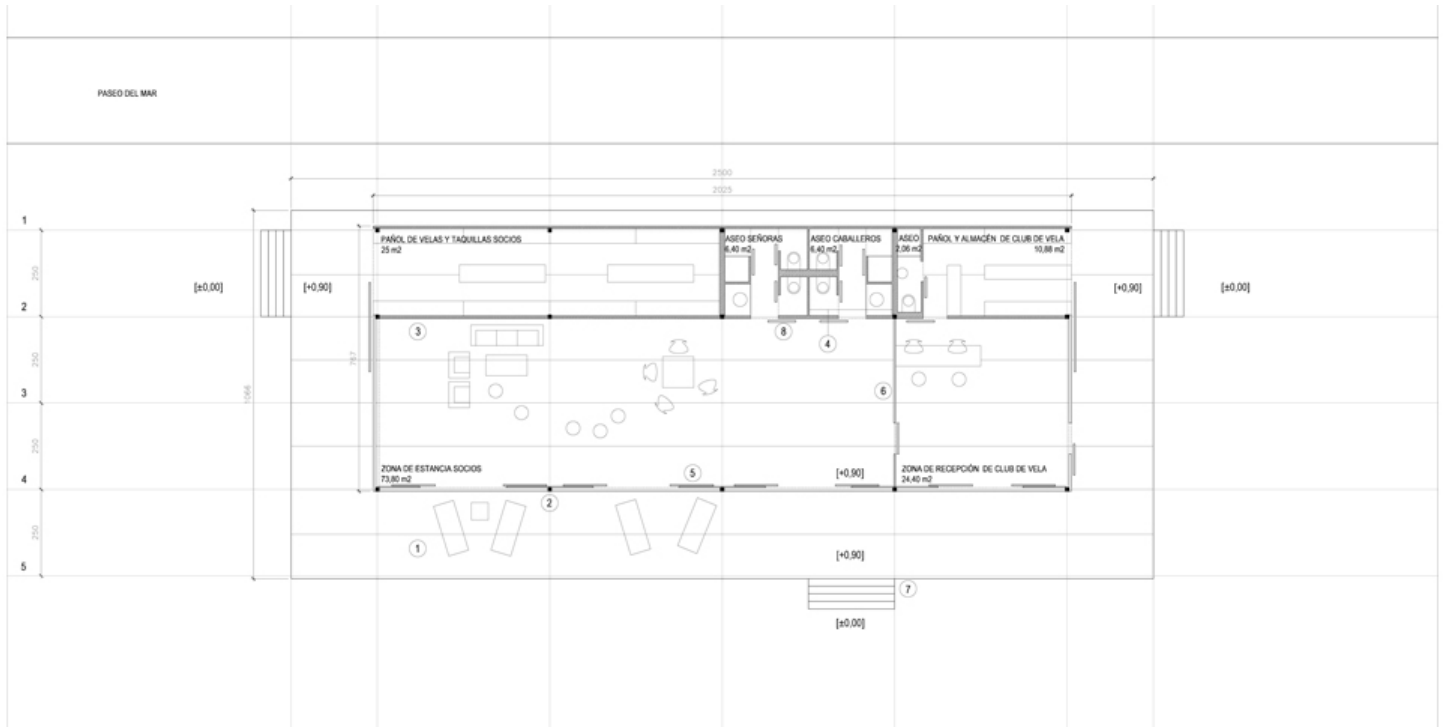 PASEO DEL MAR
2500
2025
1
PAÑOL DE VELAS Y TAQUILLAS SOCIOS
25 m2
ASEO SEÑORAS
6,40 m2
ASEO CABALLEROS
6,40 m2
ASEO
2,06 m2
PAÑOL Y ALMACÉN DE CLUB DE VELA
10,88 m2
250
[±0,00]
[+0,90]
[+0,90]
[±0,00]
2
3
8
4
250
787
1066
3
6
250
ZONA DE ESTANCIA SOCIOS
73,80 m2
5
[+0,90]
ZONA DE RECEPCIÓN DE CLUB DE VELA
24,40 m2
4
2
250
1
[+0,90]
5
7
[±0,00]